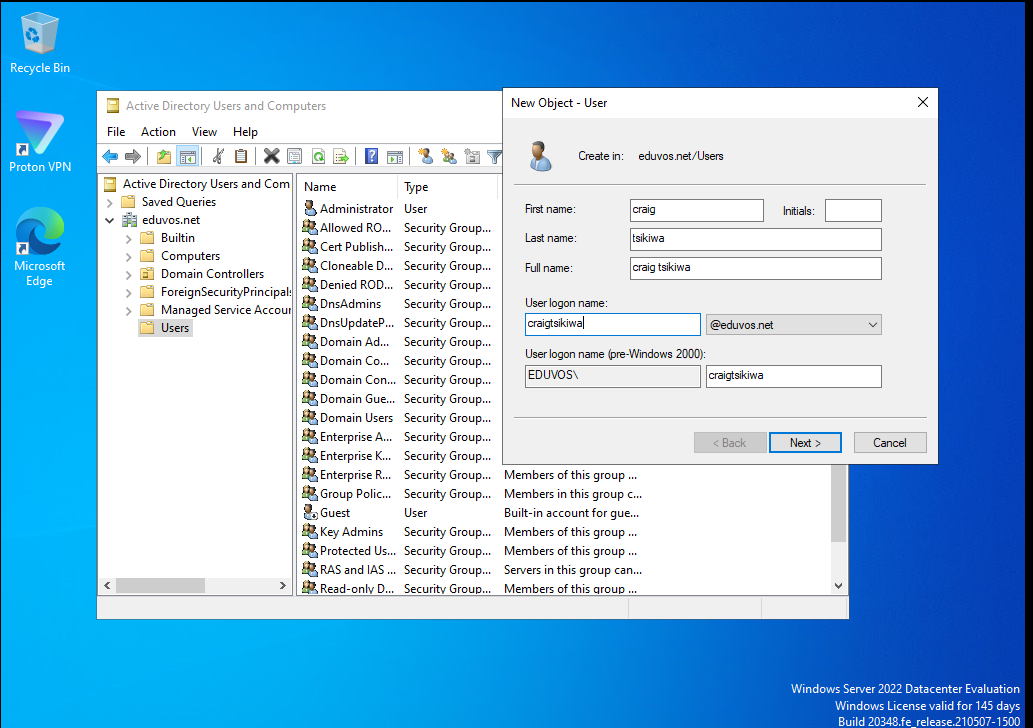 Recycle Bin
Proton VPN
Microsoft
Edge
Active Directory Users and Computers
File Action View Help
Active Directory Users and Com
Saved Queries
eduvos.net
Builtin
Computers
Domain Controllers
ForeignSecurityPrincipals
Managed Service Accour
Users
Name Type
Administrator User
Allowed RO... Security Group...
Cert Publish... Security Group...
Cloneable D... Security Group...
Denied ROD... Security Group...
DnsAdmins Security Group...
DnsUpdateP... Security Group...
Domain Ad... Security Group...
Domain Co... Security Group...
Domain Con... Security Group...
Domain Gue... Security Group...
Domain Users Security Group...
Enterprise A... Security Group...
Enterprise K... Security Group...
Enterprise R... Security Group... Members of this group ...
Group Polic... Security Group... Members in this group c...
Guest User Built-in account for gue...
Key Admins Security Group... Members of this group ...
Protected Us... Security Group... Members of this group ...
RAS and IAS ... Security Group... Servers in this group can...
Read-only D... Security Group... Members of this group ...
New Object - User
Create in: eduvos.net/Users
First name: craig Initials:
Last name: tsikiwa
Full name: craig tsikiwa
User logon name:
craigtsikiwa @eduvos.net
User logon name (pre-Windows 2000):
EDUVOS\ craigtsikiwa
< Back Next > Cancel
Windows Server 2022 Datacenter Evaluation
Windows License valid for 145 days
Build 20348.fe_release.210507-1500